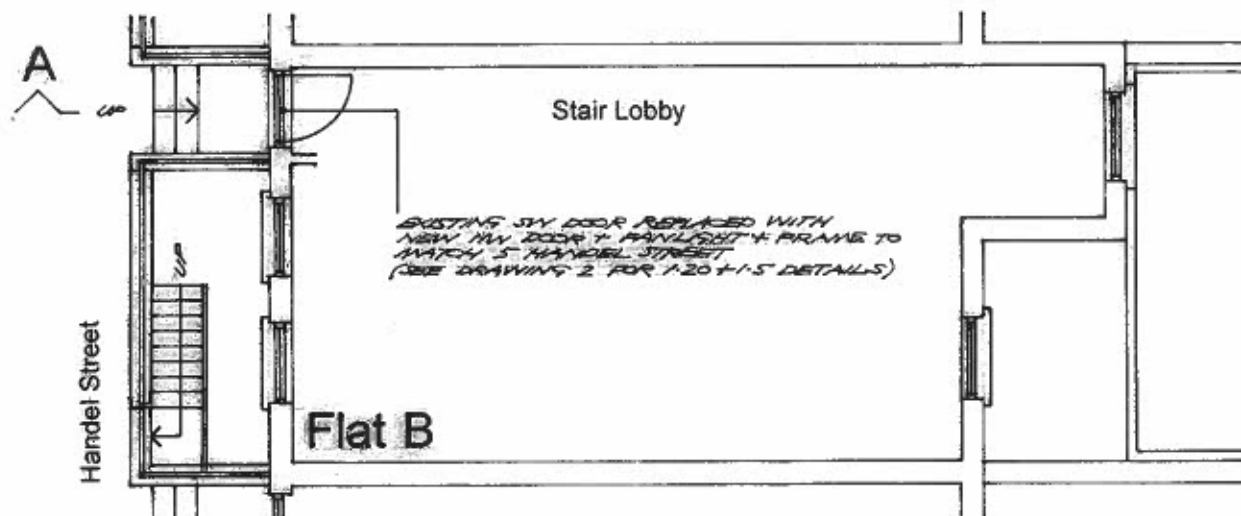 A
UP
Stair Lobby
EXISTING SW DOOR REPLACED WITH
NEW HW DOOR + FANLIGHT + FRAME TO
MATCH 5 HANDEL STREET
(SEE DRAWING 2 FOR 1:20 + 1:5 DETAILS)
UP
Handel Street
Flat B